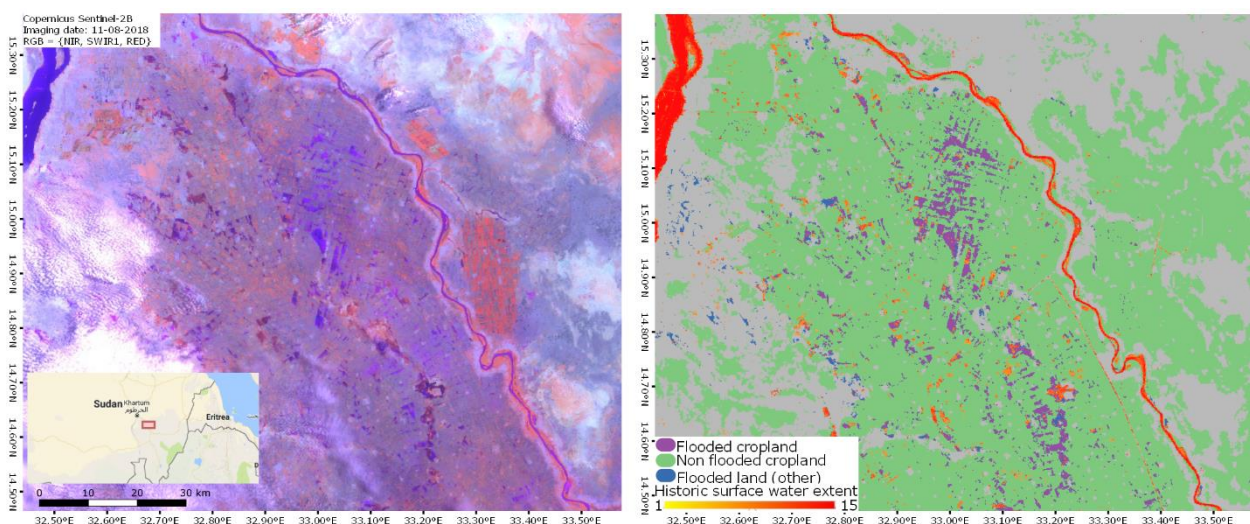 Copernicus Sentinel-2B
Imaging date: 11-08-2018
RGB = {NIR, SWIR1, RED}
15.30°N
15.20°N
15.10°N
15.00°N
14.90°N
14.80°N
14.70°N
14.60°N
14.50°N
Sudan
Khartum
الخرطوم
Eritrea
0 10 20 30 km
32.50°E 32.60°E 32.70°E 32.80°E 32.90°E 33.00°E 33.10°E 33.20°E 33.30°E 33.40°E 33.50°E
15.30°N
15.20°N
15.10°N
15.00°N
14.90°N
14.80°N
14.70°N
14.60°N
14.50°N
Flooded cropland
Non flooded cropland
Flooded land (other)
Historic surface water extent
1 15
32.50°E 32.60°E 32.70°E 32.80°E 32.90°E 33.00°E 33.10°E 33.20°E 33.30°E 33.40°E 33.50°E